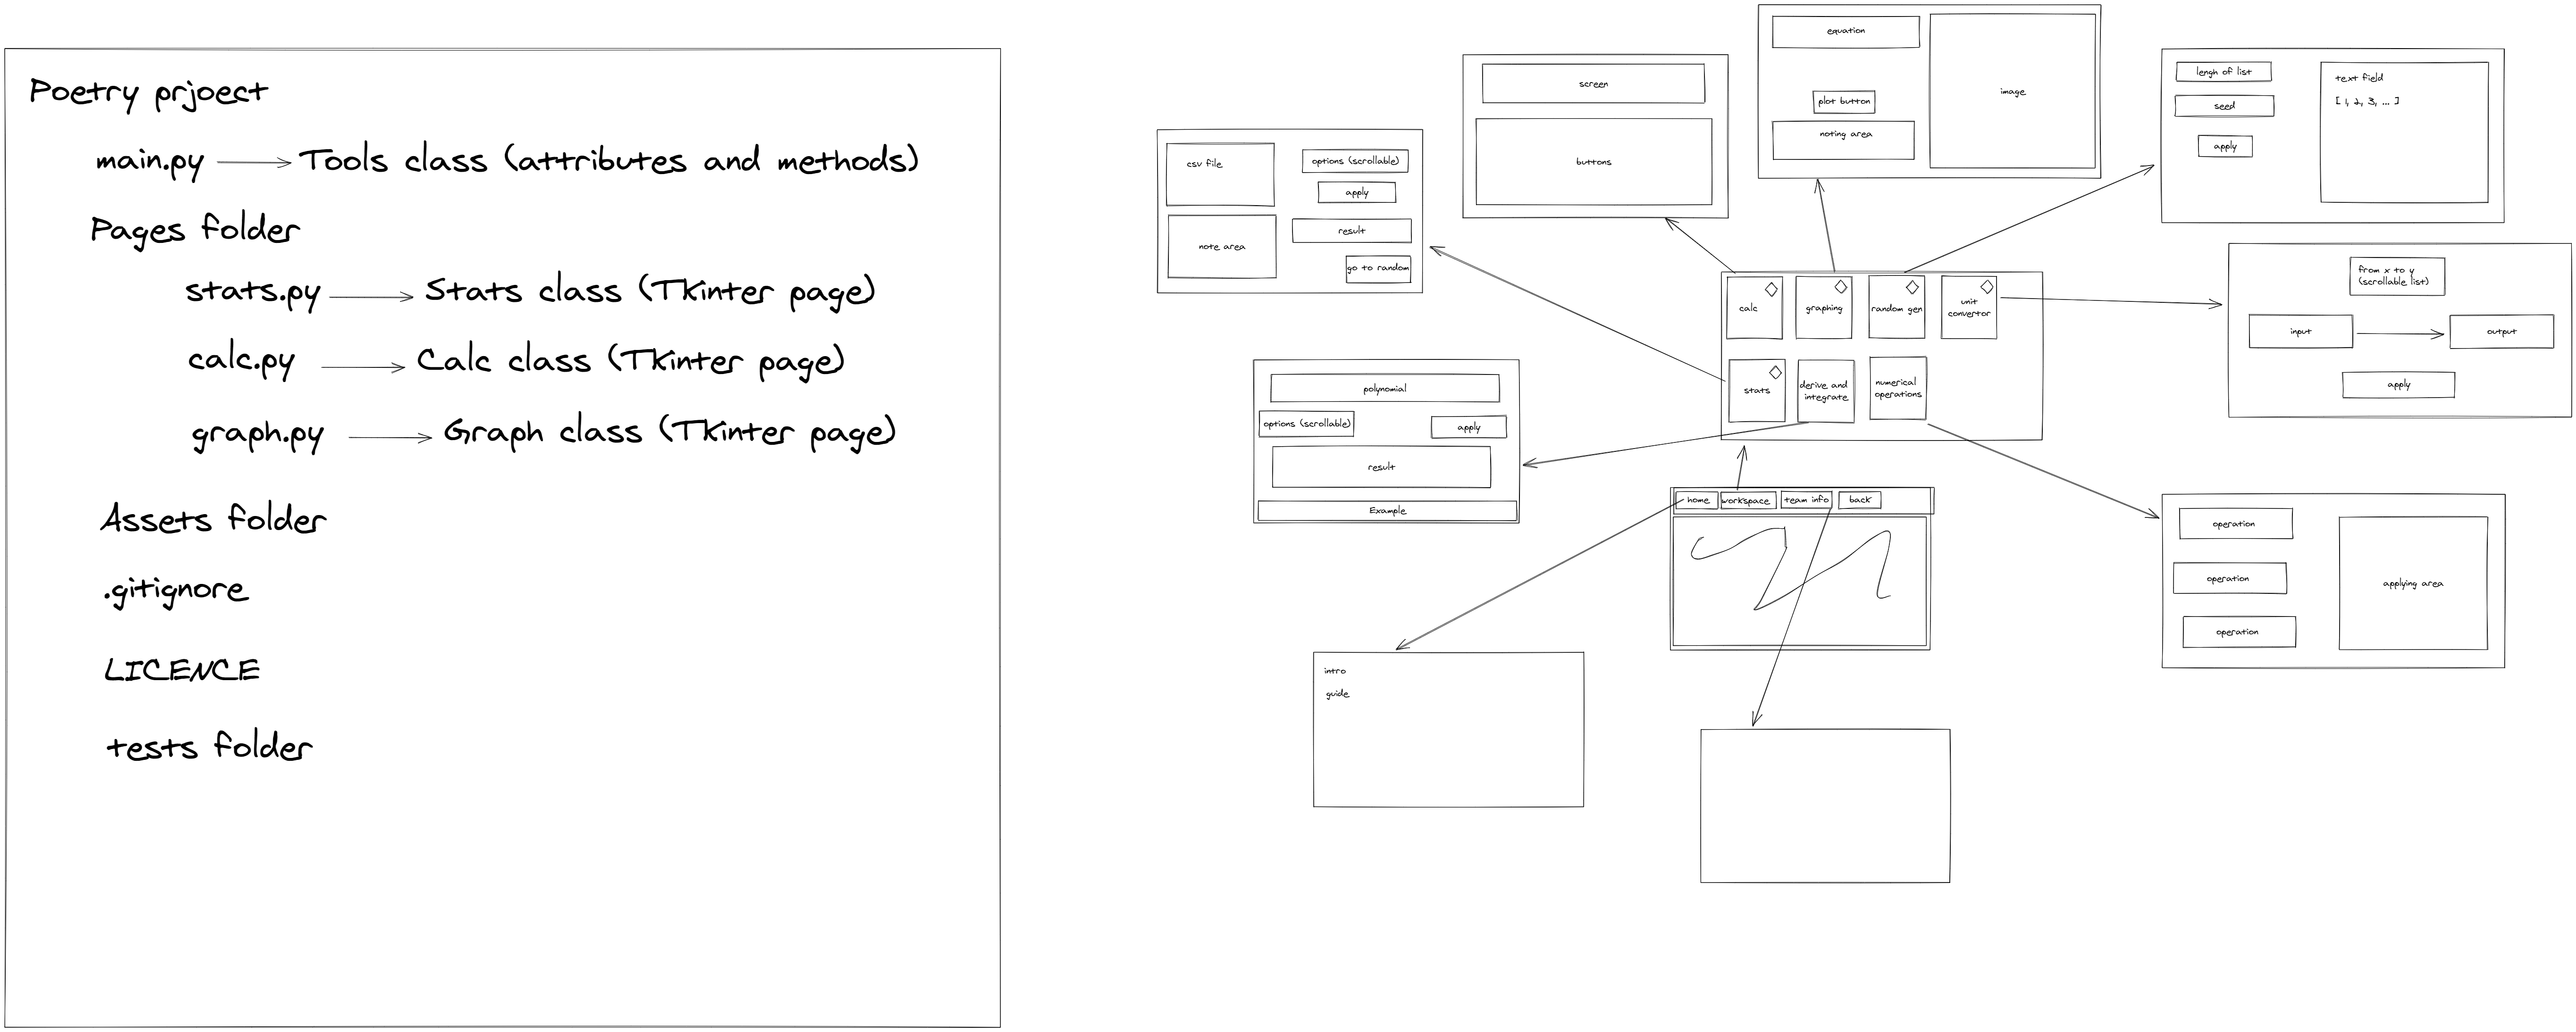 Poetry prjoect
main.py
Tools class (attributes and methods)
Pages folder
stats.py
Stats class (TKinter page)
calc.py
Calc class (TKinter page)
graph.py
Graph class (TKinter page)
Assets folder
.gitignore
LICENCE
tests folder
csv file
note area
options (scrollable)
apply
result
go to random
screen
buttons
equation
plot button
noting area
image
lengh of list
seed
apply
text field
[ 1, 2, 3, ... ]
from x to y
(scrollable list)
input
output
apply
calc
graphing
random gen
unit
convertor
stats
derive and
integrate
numerical
operations
polynomial
options (scrollable)
apply
result
Example
home
workspace
team info
back
operation
operation
operation
applying area
intro
guide